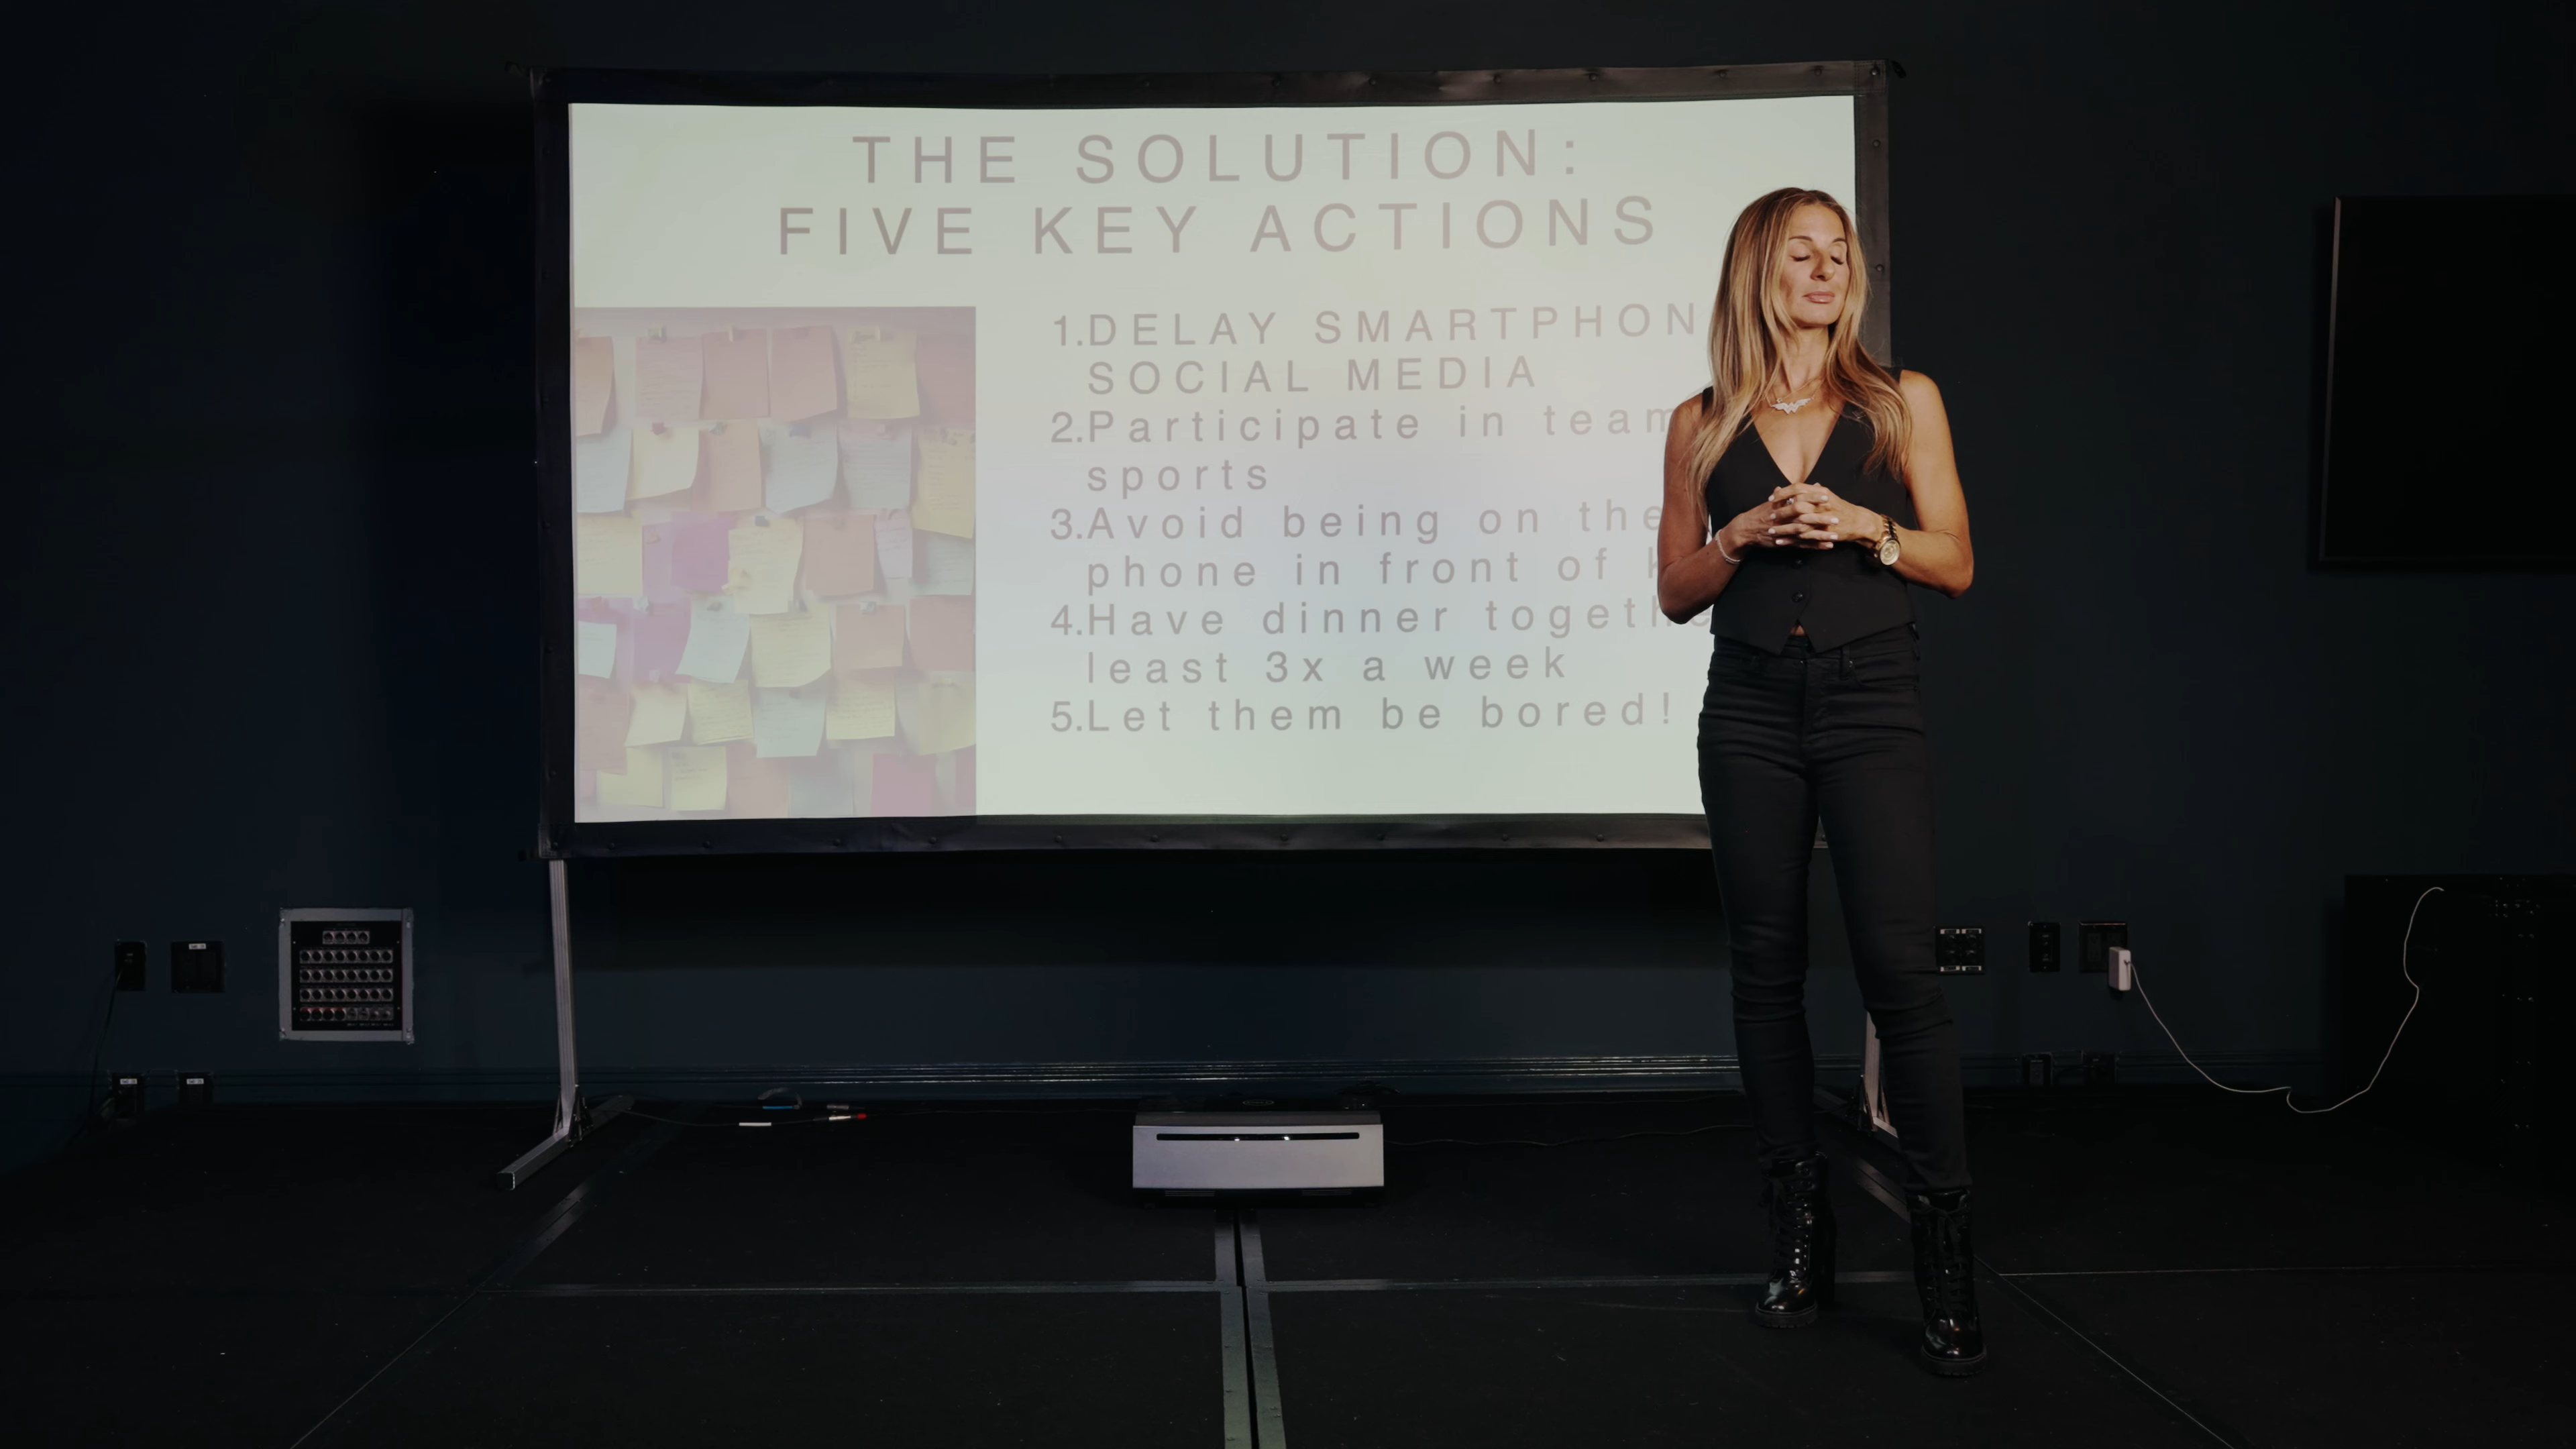 THE SOLUTION:
FIVE KEY ACTIONS
1.DELAY SMARTPHON
SOCIAL MEDIA
2.Participate in team
sports
3.Avoid being on the
phone in front of
4.Have dinner togethe
least 3x a week
5.Let them be bored!